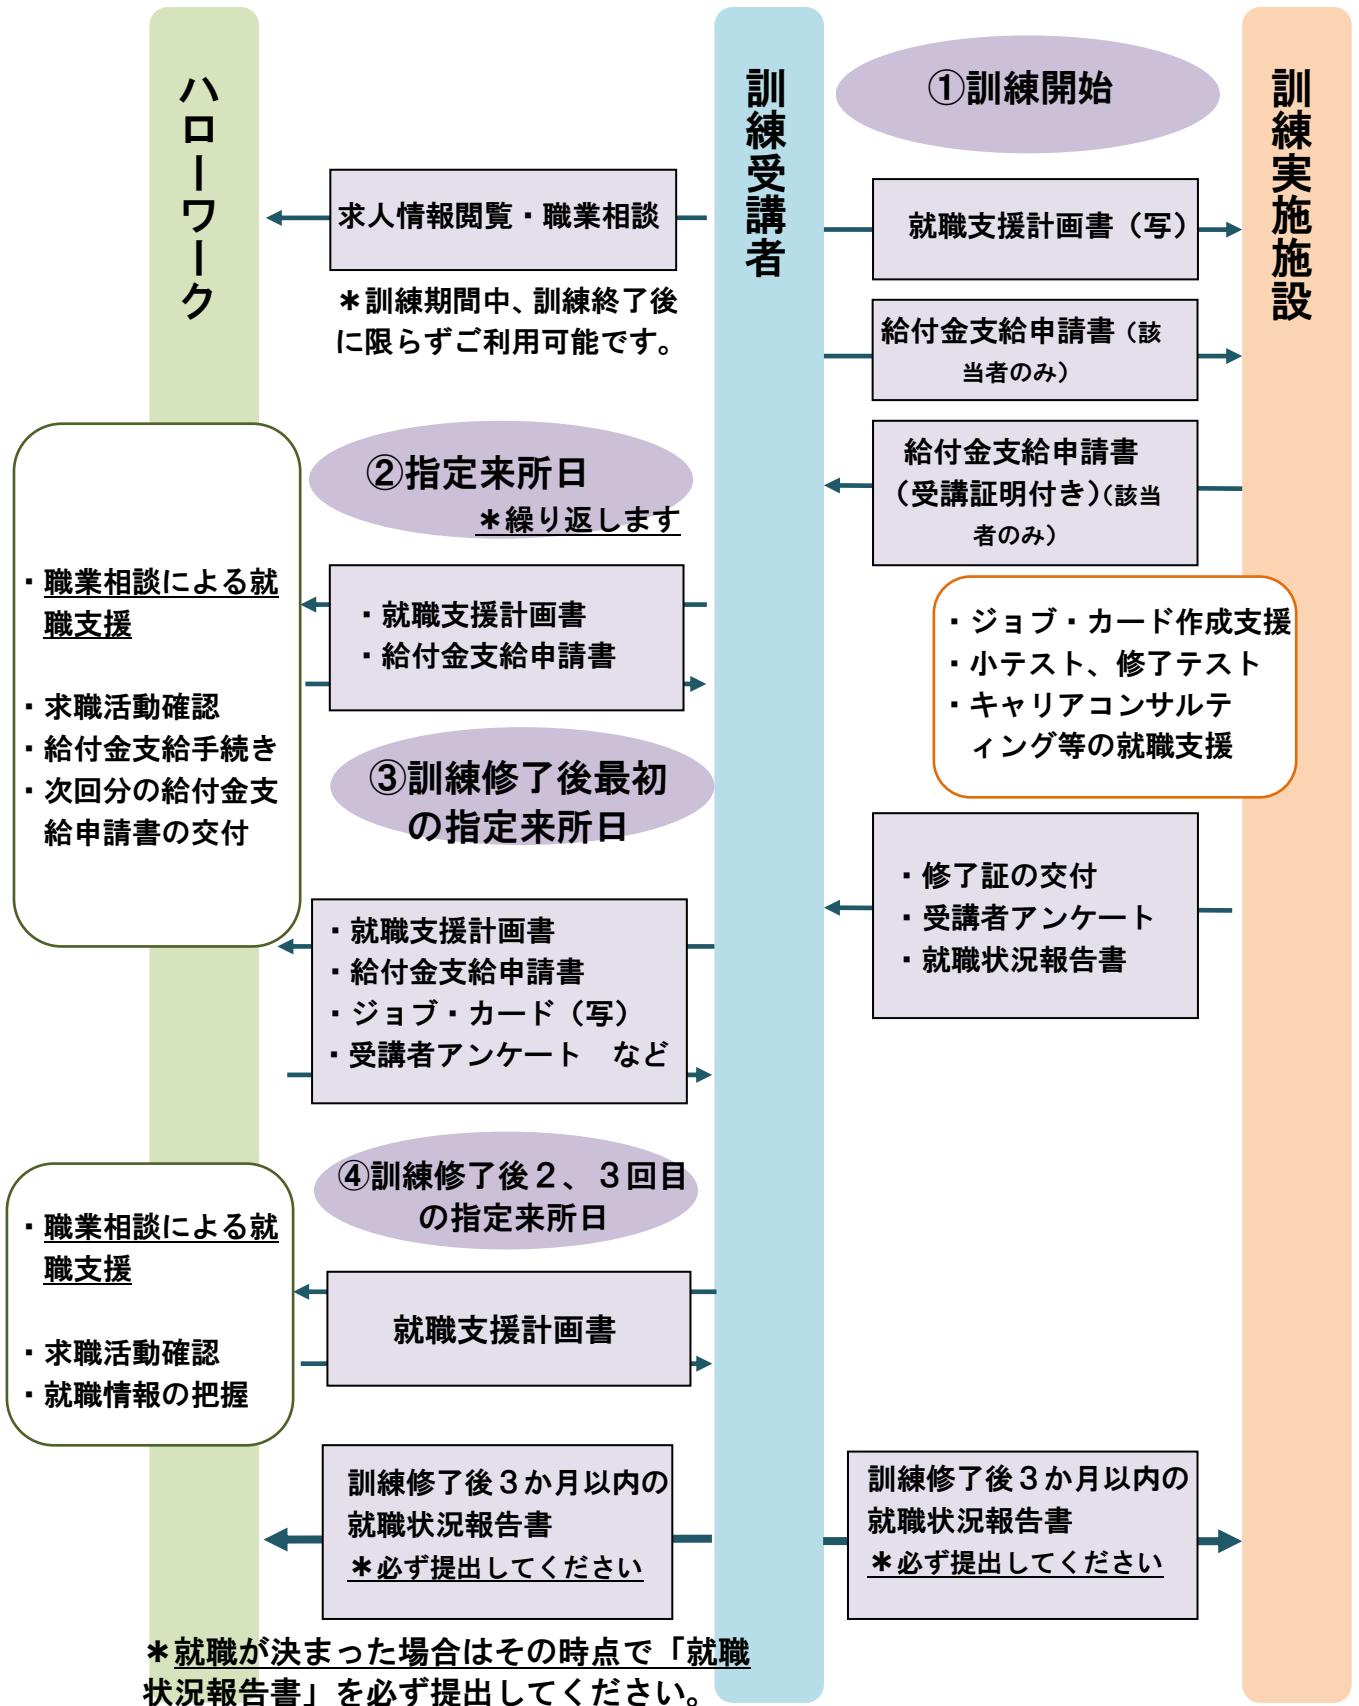 ハローワーク
訓練受講者
訓練実施施設
①訓練開始
求人情報閲覧・職業相談
＊訓練期間中、訓練終了後
に限らずご利用可能です。
就職支援計画書（写）
給付金支給申請書（該
当者のみ）
給付金支給申請書
（受講証明付き）（該当
者のみ）
②指定来所日
＊繰り返します
・職業相談による就
職支援
・求職活動確認
・給付金支給手続き
・次回分の給付金支
給申請書の交付
・就職支援計画書
・給付金支給申請書
・ジョブ・カード作成支援
・小テスト、修了テスト
・キャリアコンサルテ
ィング等の就職支援
③訓練修了後最初
の指定来所日
・就職支援計画書
・給付金支給申請書
・ジョブ・カード（写）
・受講者アンケート　など
・修了証の交付
・受講者アンケート
・就職状況報告書
④訓練修了後２、３回目
の指定来所日
・職業相談による就
職支援
・求職活動確認
・就職情報の把握
就職支援計画書
訓練修了後３か月以内の
就職状況報告書
＊必ず提出してください
訓練修了後３か月以内の
就職状況報告書
＊必ず提出してください
＊就職が決まった場合はその時点で「就職
状況報告書」を必ず提出してください。